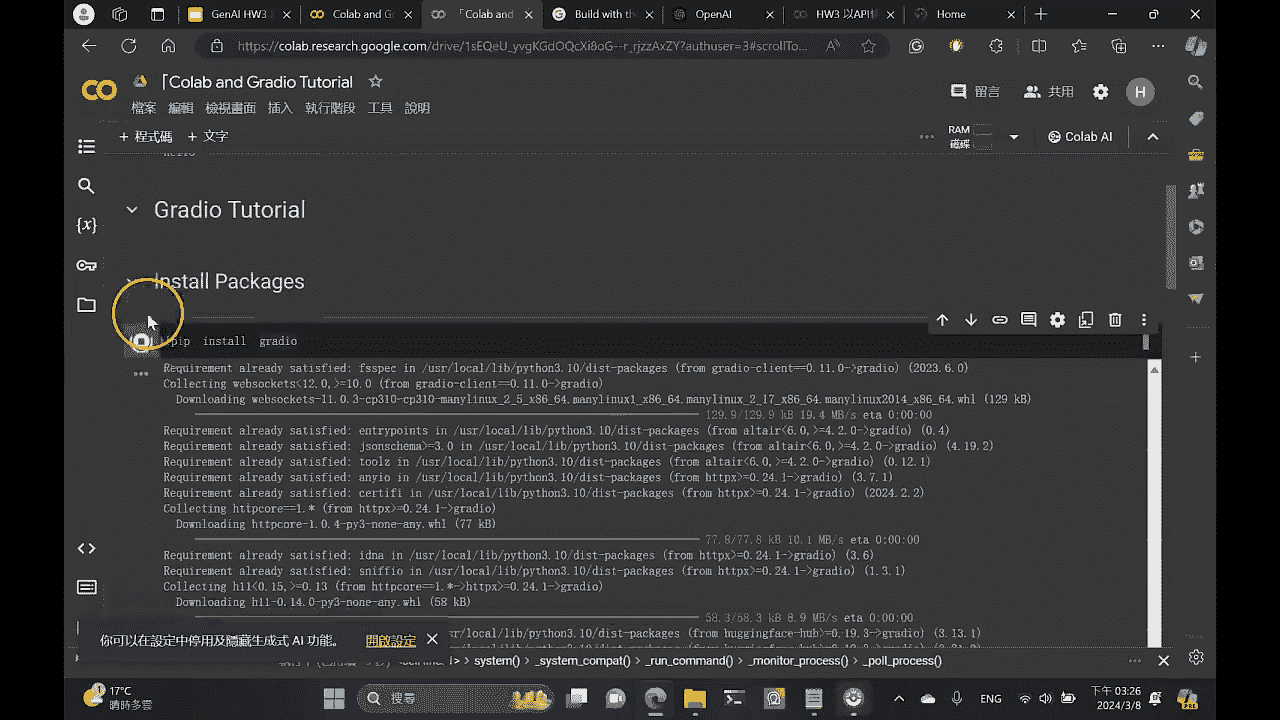 GenAI HW3
Colab and Gr
「Colab and
Build with th
OpenAI
HW3 以API
Home
https://colab.research.google.com/drive/1sEQeU_yvgKGdOQcXi8oG--r_rjzzAxZY?authuser=3#scrollTo...
「Colab and Gradio Tutorial
檔案 編輯 檢視畫面 插入 執行階段 工具 說明
留言 共用 H
+ 程式碼 + 文字
RAM
磁碟
Colab AI
Gradio Tutorial
Install Packages
pip install gradio
Requirement already satisfied: fsspec in /usr/local/lib/python3.10/dist-packages (from gradio-client==0.11.0->gradio) (2023.6.0)
Collecting websockets<12.0,>=10.0 (from gradio-client==0.11.0->gradio)
Downloading websockets-11.0.3-cp310-cp310-manylinux_2_5_x86_64.manylinux1_x86_64.manylinux_2_17_x86_64.manylinux2014_x86_64.whl (129 kB)
129.9/129.9 kB 19.4 MB/s eta 0:00:00
Requirement already satisfied: entrypoints in /usr/local/lib/python3.10/dist-packages (from altair<6.0,>=4.2.0->gradio) (0.4)
Requirement already satisfied: jsonschema>=3.0 in /usr/local/lib/python3.10/dist-packages (from altair<6.0,>=4.2.0->gradio) (4.19.2)
Requirement already satisfied: toolz in /usr/local/lib/python3.10/dist-packages (from altair<6.0,>=4.2.0->gradio) (0.12.1)
Requirement already satisfied: anyio in /usr/local/lib/python3.10/dist-packages (from httpx>=0.24.1->gradio) (3.7.1)
Requirement already satisfied: certifi in /usr/local/lib/python3.10/dist-packages (from httpx>=0.24.1->gradio) (2024.2.2)
Collecting httpcore==1.* (from httpx>=0.24.1->gradio)
Downloading httpcore-1.0.4-py3-none-any.whl (77 kB)
77.8/77.8 kB 10.1 MB/s eta 0:00:00
Requirement already satisfied: idna in /usr/local/lib/python3.10/dist-packages (from httpx>=0.24.1->gradio) (3.6)
Requirement already satisfied: sniffio in /usr/local/lib/python3.10/dist-packages (from httpx>=0.24.1->gradio) (1.3.1)
Collecting h11<0.15,>=0.13 (from httpcore==1.*->httpx>=0.24.1->gradio)
Downloading h11-0.14.0-py3-none-any.whl (58 kB)
58.3/58.3 kB 8.9 MB/s eta 0:00:00
usr/local/lib/python3.10/dist-packages (from huggingface-hub>=0.19.3->gradio) (3.13.1)
你可以在設定中停用及隱藏生成式 AI 功能。 開啟設定
system() _system_compat() _run_command() _monitor_process() _poll_process()
17°C
晴時多雲
搜尋
ENG
下午 03:26
2024/3/8